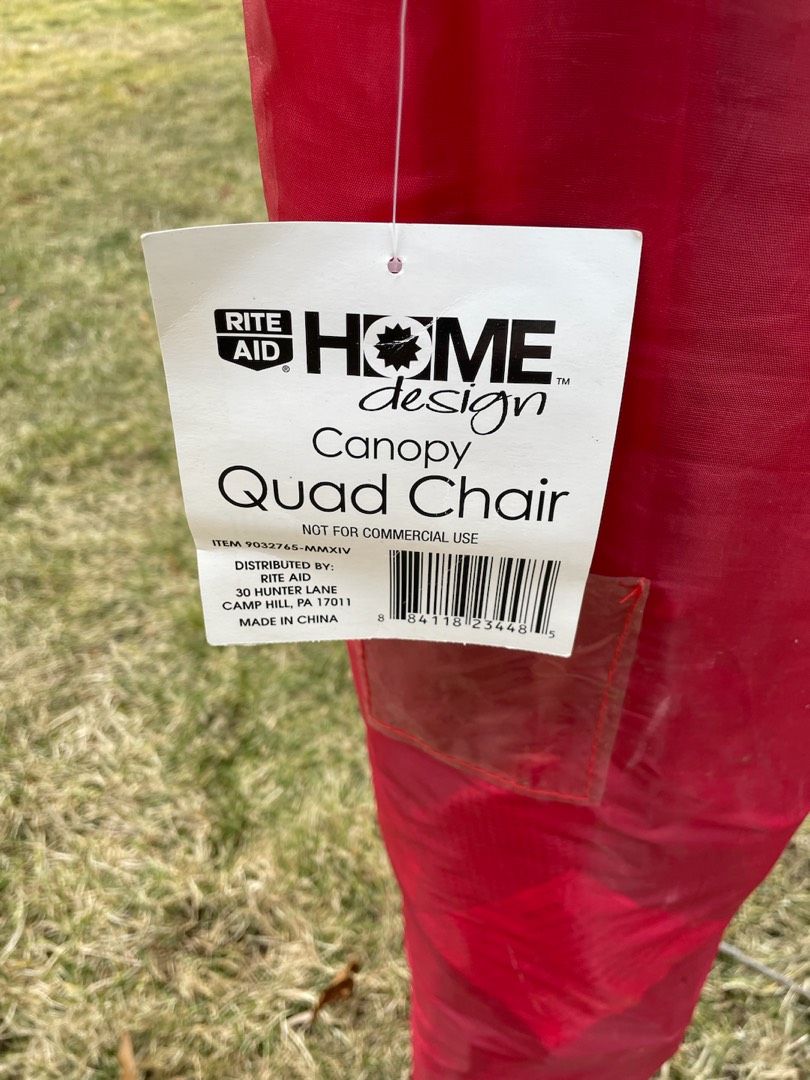 RITE
AID®
HOME™
design
Canopy
Quad Chair
NOT FOR COMMERCIAL USE
ITEM 9032765-MMXIV
DISTRIBUTED BY:
RITE AID
30 HUNTER LANE
CAMP HILL, PA 17011
MADE IN CHINA
8 84118 23448 5